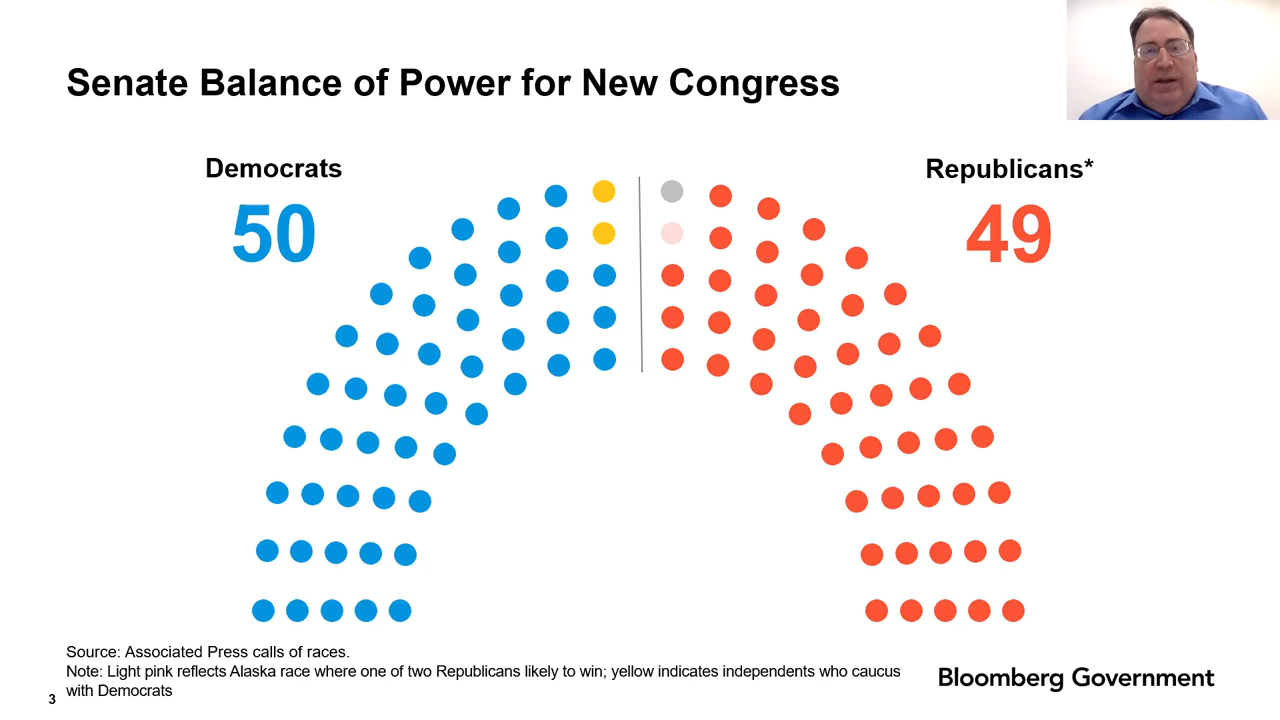 Senate Balance of Power for New Congress
Democrats
50
Republicans*
49
Source: Associated Press calls of races.
Note: Light pink reflects Alaska race where one of two Republicans likely to win; yellow indicates independents who caucus
with Democrats
3
Bloomberg Government